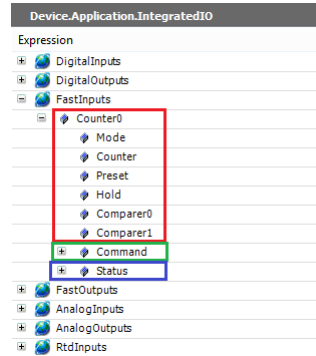 Device.Application.IntegratedIO
Expression
DigitalInputs
DigitalOutputs
FastInputs
Counter0
Mode
Counter
Preset
Hold
Comparer0
Comparer1
Command
Status
FastOutputs
AnalogInputs
AnalogOutputs
RtdInputs